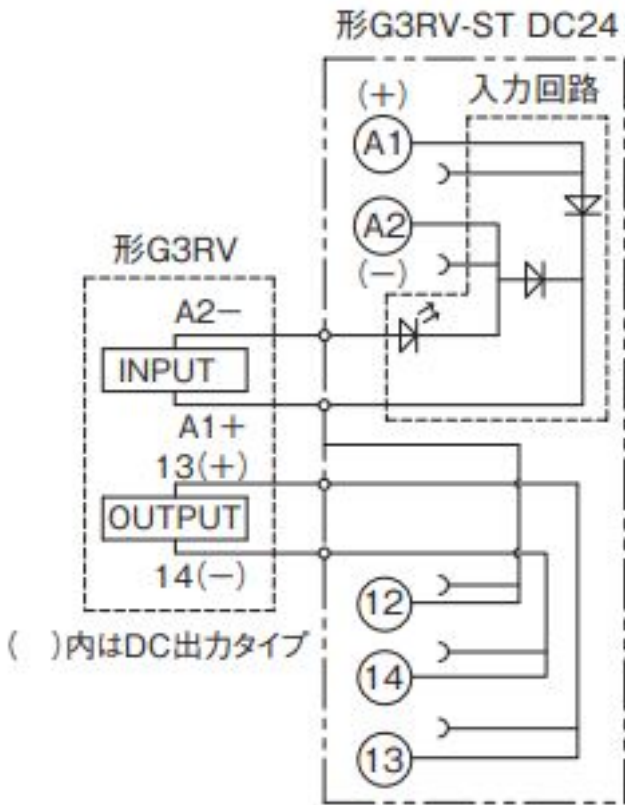 形G3RV-ST DC24
入力回路
(+)
A1
A2
(−)
形G3RV
A2−
INPUT
A1+
13(+)
OUTPUT
14(−)
( )内はDC出力タイプ
12
14
13